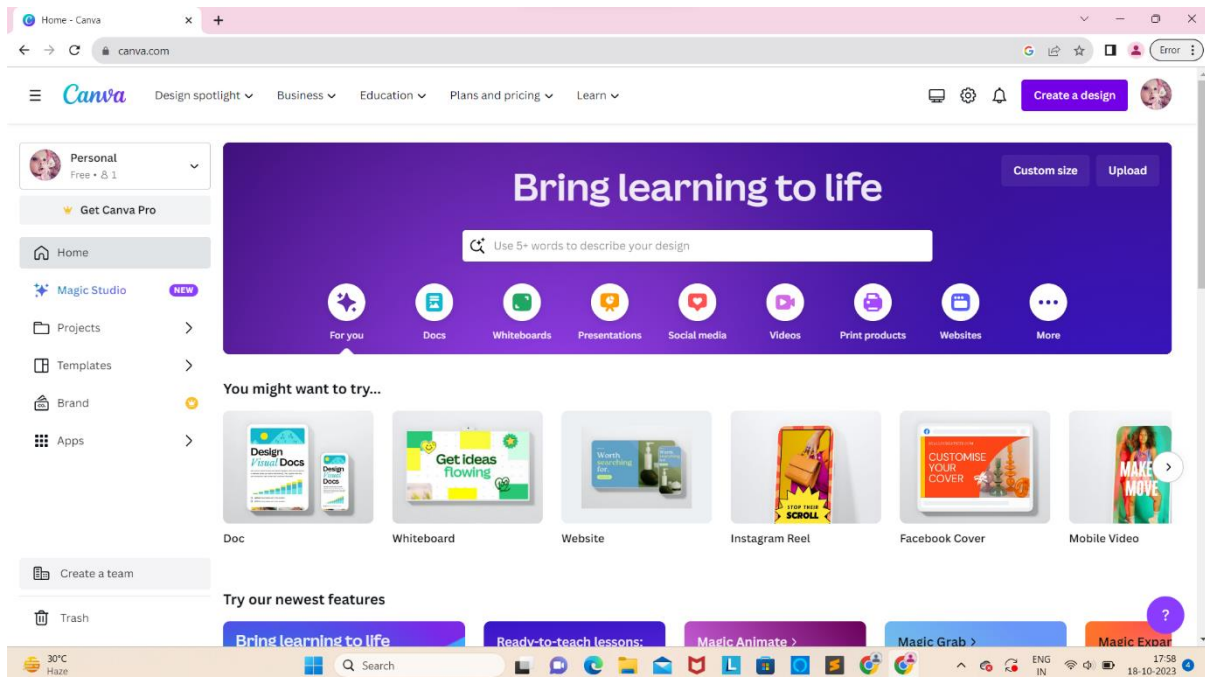 Home - Canva
canva.com
Error
Canva
Design spotlight
Business
Education
Plans and pricing
Learn
Create a design
Personal
Free • 1
Get Canva Pro
Home
Magic Studio
NEW
Projects
Templates
Brand
Apps
Create a team
Trash
Bring learning to life
Custom size
Upload
Use 5+ words to describe your design
For you
Docs
Whiteboards
Presentations
Social media
Videos
Print products
Websites
More
You might want to try...
Design
Visual Docs
Design
Visual
Docs
Get ideas
flowing
Worth
searching
for.
STOP THEIR
SCROLL
CUSTOMISE
YOUR
COVER
MAKE
MOVE
Doc
Whiteboard
Website
Instagram Reel
Facebook Cover
Mobile Video
Try our newest features
Bring learning to life
Ready-to-teach lessons:
Magic Animate >
Magic Grab >
Magic Expan
?
30°C
Haze
Search
ENG
IN
17:58
18-10-2023
4